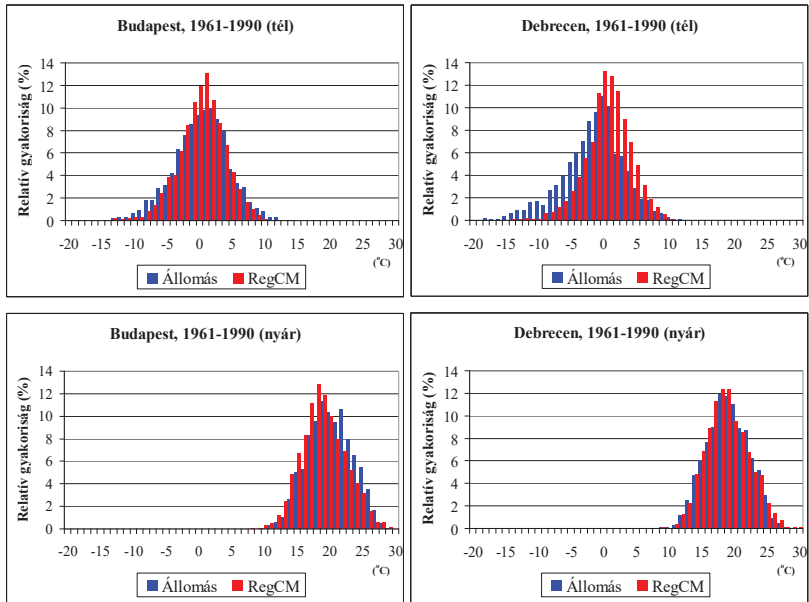 Budapest, 1961-1990 (tél)
Relatív gyakoriság (%)
14
12
10
8
6
4
2
0
-20 -15 -10 -5 0 5 10 15 20 25 30
(°C)
Állomás RegCM
Debrecen, 1961-1990 (tél)
Relatív gyakoriság (%)
14
12
10
8
6
4
2
0
-20 -15 -10 -5 0 5 10 15 20 25 30
(°C)
Állomás RegCM
Budapest, 1961-1990 (nyár)
Relatív gyakoriság (%)
14
12
10
8
6
4
2
0
-20 -15 -10 -5 0 5 10 15 20 25 30
(°C)
Állomás RegCM
Debrecen, 1961-1990 (nyár)
Relatív gyakoriság (%)
14
12
10
8
6
4
2
0
-20 -15 -10 -5 0 5 10 15 20 25 30
(°C)
Állomás RegCM